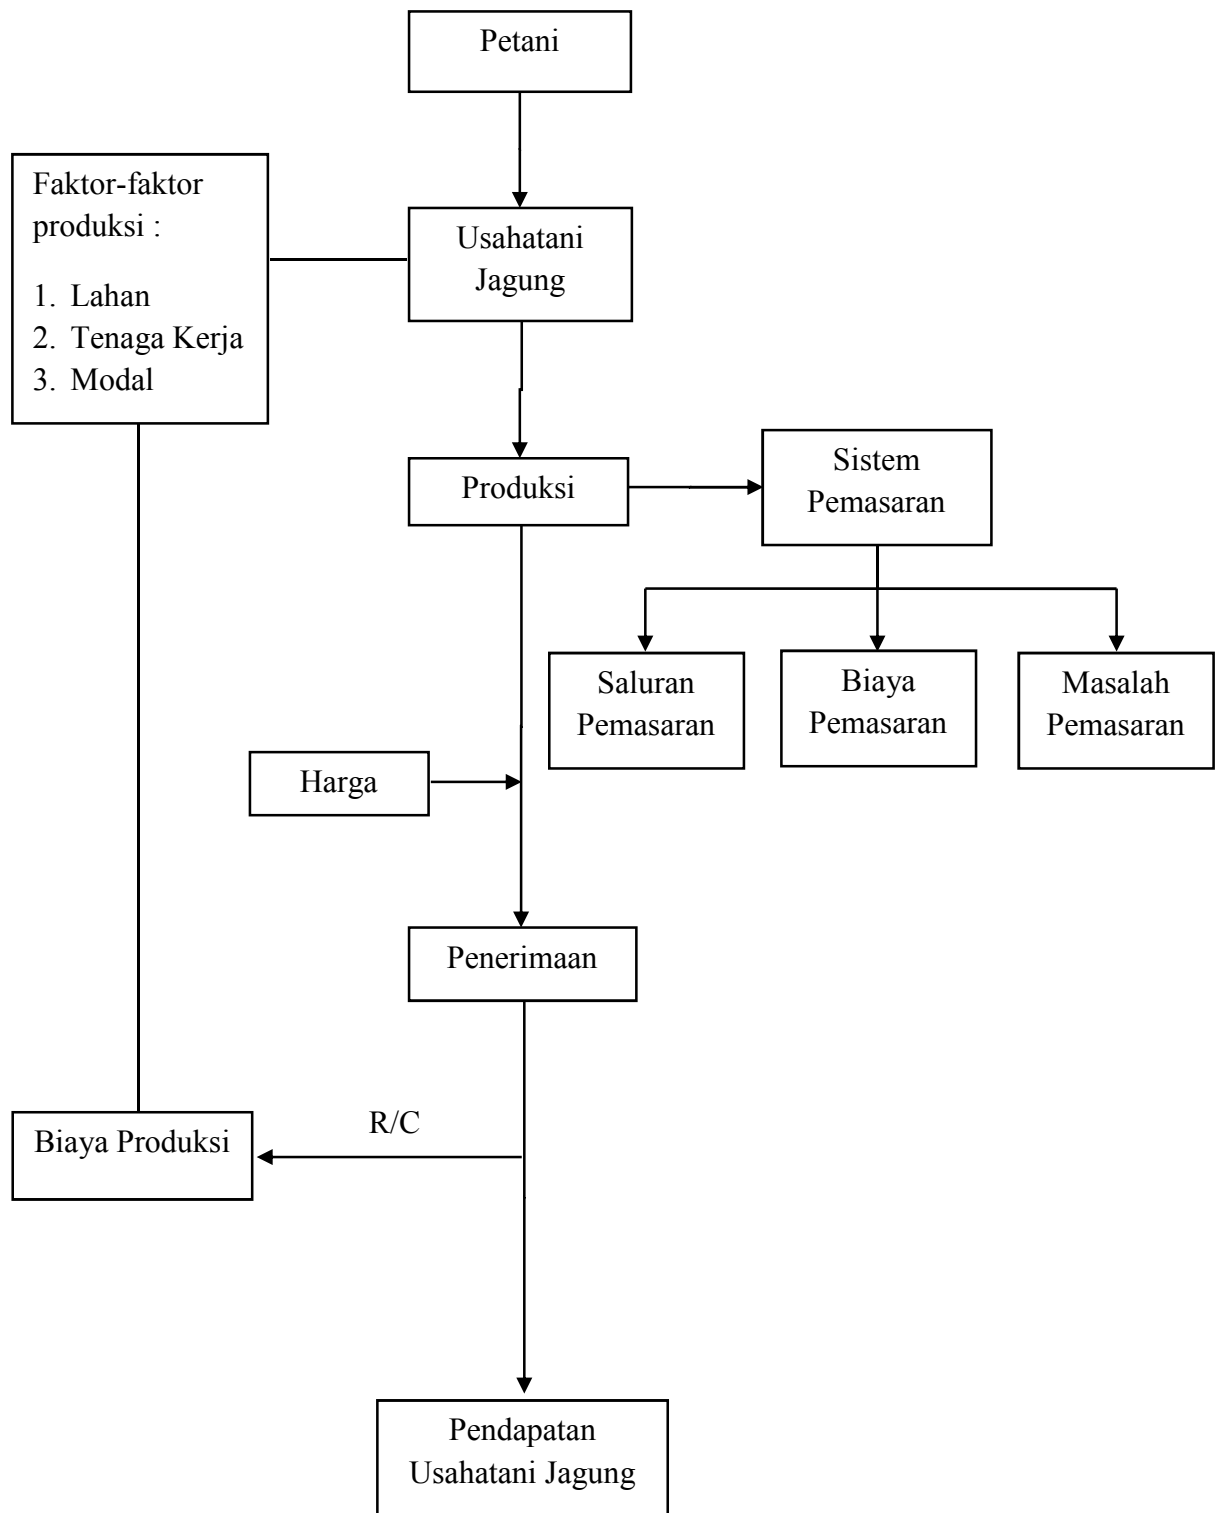 Petani
Faktor-faktor
produksi :
1. Lahan
2. Tenaga Kerja
3. Modal
Usahatani
Jagung
Produksi
Sistem
Pemasaran
Saluran
Pemasaran
Biaya
Pemasaran
Masalah
Pemasaran
Harga
Penerimaan
R/C
Biaya Produksi
Pendapatan
Usahatani Jagung